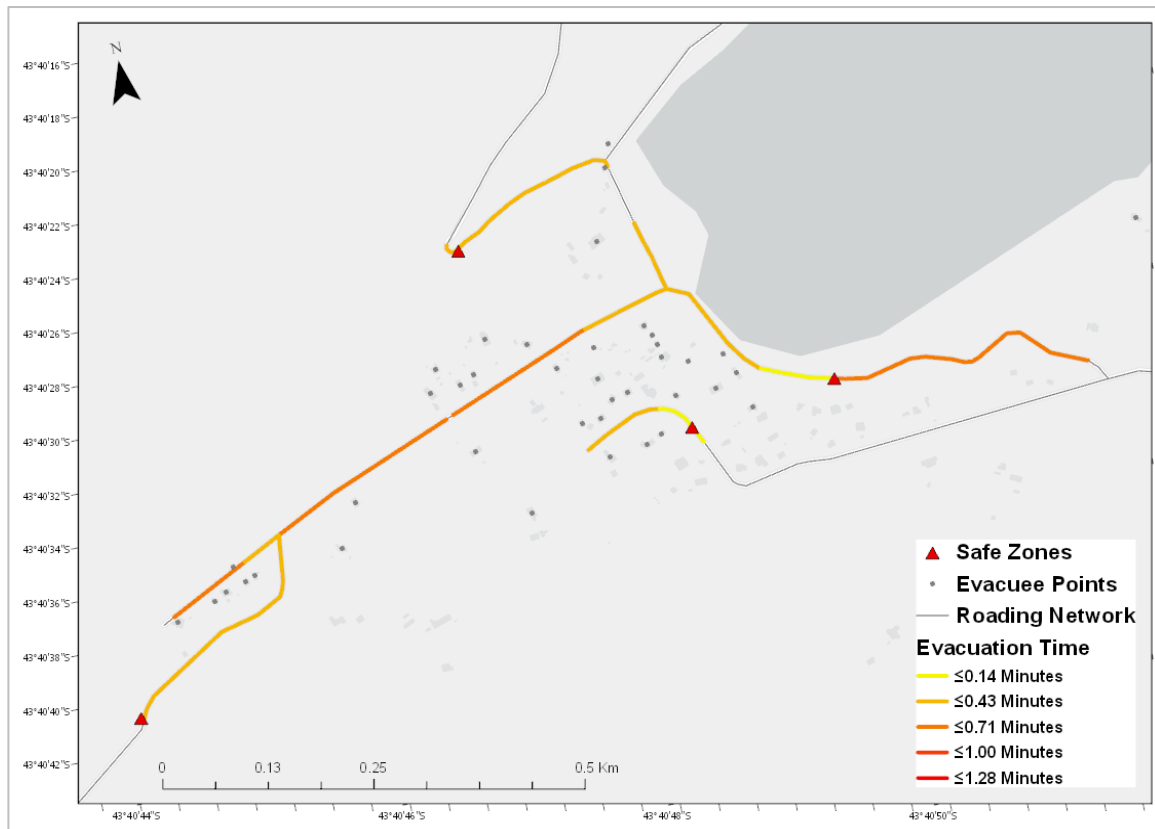 N
43°40'16"S
43°40'18"S
43°40'20"S
43°40'22"S
43°40'24"S
43°40'26"S
43°40'28"S
43°40'30"S
43°40'32"S
43°40'34"S
43°40'36"S
43°40'38"S
43°40'40"S
43°40'42"S
Safe Zones
Evacuee Points
Roading Network
Evacuation Time
≤0.14 Minutes
≤0.43 Minutes
≤0.71 Minutes
≤1.00 Minutes
≤1.28 Minutes
0 0.13 0.25 0.5 Km
43°40'44" 43°40'46" 43°40'48" 43°40'50"